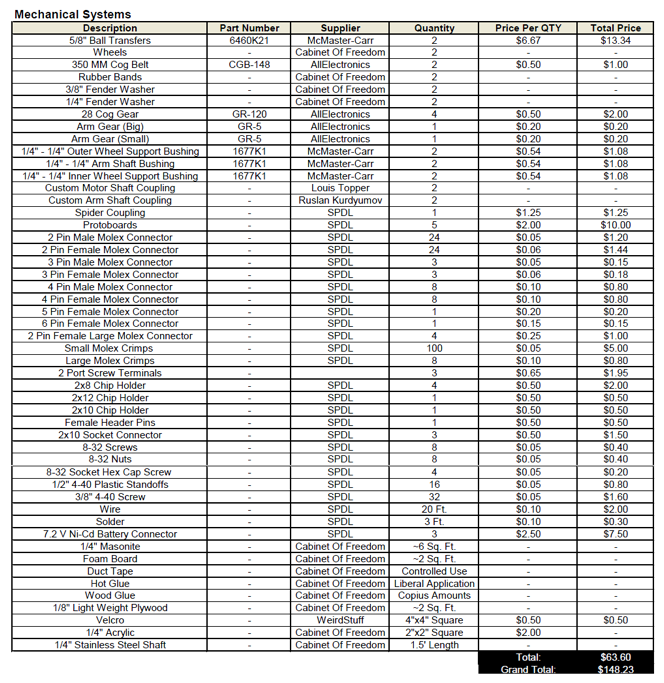 Mechanical Systems
Description Part Number Supplier Quantity Price Per QTY Total Price
5/8" Ball Transfers 6460K21 McMaster-Carr 2 $6.67 $13.34
Wheels - Cabinet Of Freedom 2 - -
350 MM Cog Belt CGB-148 AllElectronics 2 $0.50 $1.00
Rubber Bands - Cabinet Of Freedom 2 - -
3/8" Fender Washer - Cabinet Of Freedom 2 - -
1/4" Fender Washer - Cabinet Of Freedom 2 - -
28 Cog Gear GR-120 AllElectronics 4 $0.50 $2.00
Arm Gear (Big) GR-5 AllElectronics 1 $0.20 $0.20
Arm Gear (Small) GR-5 AllElectronics 1 $0.20 $0.20
1/4" - 1/4" Outer Wheel Support Bushing 1677K1 McMaster-Carr 2 $0.54 $1.08
1/4" - 1/4" Arm Shaft Bushing 1677K1 McMaster-Carr 2 $0.54 $1.08
1/4" - 1/4" Inner Wheel Support Bushing 1677K1 McMaster-Carr 2 $0.54 $1.08
Custom Motor Shaft Coupling - Louis Topper 2 - -
Custom Arm Shaft Coupling - Ruslan Kurdyumov 2 - -
Spider Coupling - SPDL 1 $1.25 $1.25
Protoboards - SPDL 5 $2.00 $10.00
2 Pin Male Molex Connector - SPDL 24 $0.05 $1.20
2 Pin Female Molex Connector - SPDL 24 $0.06 $1.44
3 Pin Male Molex Connector - SPDL 3 $0.05 $0.15
3 Pin Female Molex Connector - SPDL 3 $0.06 $0.18
4 Pin Male Molex Connector - SPDL 8 $0.10 $0.80
4 Pin Female Molex Connector - SPDL 8 $0.10 $0.80
5 Pin Female Molex Connector - SPDL 1 $0.20 $0.20
6 Pin Female Molex Connector - SPDL 1 $0.15 $0.15
2 Pin Female Large Molex Connector - SPDL 4 $0.25 $1.00
Small Molex Crimps - SPDL 100 $0.05 $5.00
Large Molex Crimps - SPDL 8 $0.10 $0.80
2 Port Screw Terminals - 3 $0.65 $1.95
2x8 Chip Holder - SPDL 4 $0.50 $2.00
2x12 Chip Holder - SPDL 1 $0.50 $0.50
2x10 Chip Holder - SPDL 1 $0.50 $0.50
Female Header Pins - SPDL 1 $0.50 $0.50
2x10 Socket Connector - SPDL 3 $0.50 $1.50
8-32 Screws - SPDL 8 $0.05 $0.40
8-32 Nuts - SPDL 8 $0.05 $0.40
8-32 Socket Hex Cap Screw - SPDL 4 $0.05 $0.20
1/2" 4-40 Plastic Standoffs - SPDL 16 $0.05 $0.80
3/8" 4-40 Screw - SPDL 32 $0.05 $1.60
Wire - SPDL 20 Ft. $0.10 $2.00
Solder - SPDL 3 Ft. $0.10 $0.30
7.2 V Ni-Cd Battery Connector - SPDL 3 $2.50 $7.50
1/4" Masonite - Cabinet Of Freedom ~6 Sq. Ft. - -
Foam Board - Cabinet Of Freedom ~2 Sq. Ft. - -
Duct Tape - Cabinet Of Freedom Controlled Use - -
Hot Glue - Cabinet Of Freedom Liberal Application - -
Wood Glue - Cabinet Of Freedom Copius Amounts - -
1/8" Light Weight Plywood - Cabinet Of Freedom ~2 Sq. Ft. - -
Velcro - WeirdStuff 4"x4" Square $0.50 $0.50
1/4" Acrylic - Cabinet Of Freedom 2"x2" Square $2.00 -
1/4" Stainless Steel Shaft - Cabinet Of Freedom 1.5' Length - -
Total: $63.60
Grand Total: $148.23